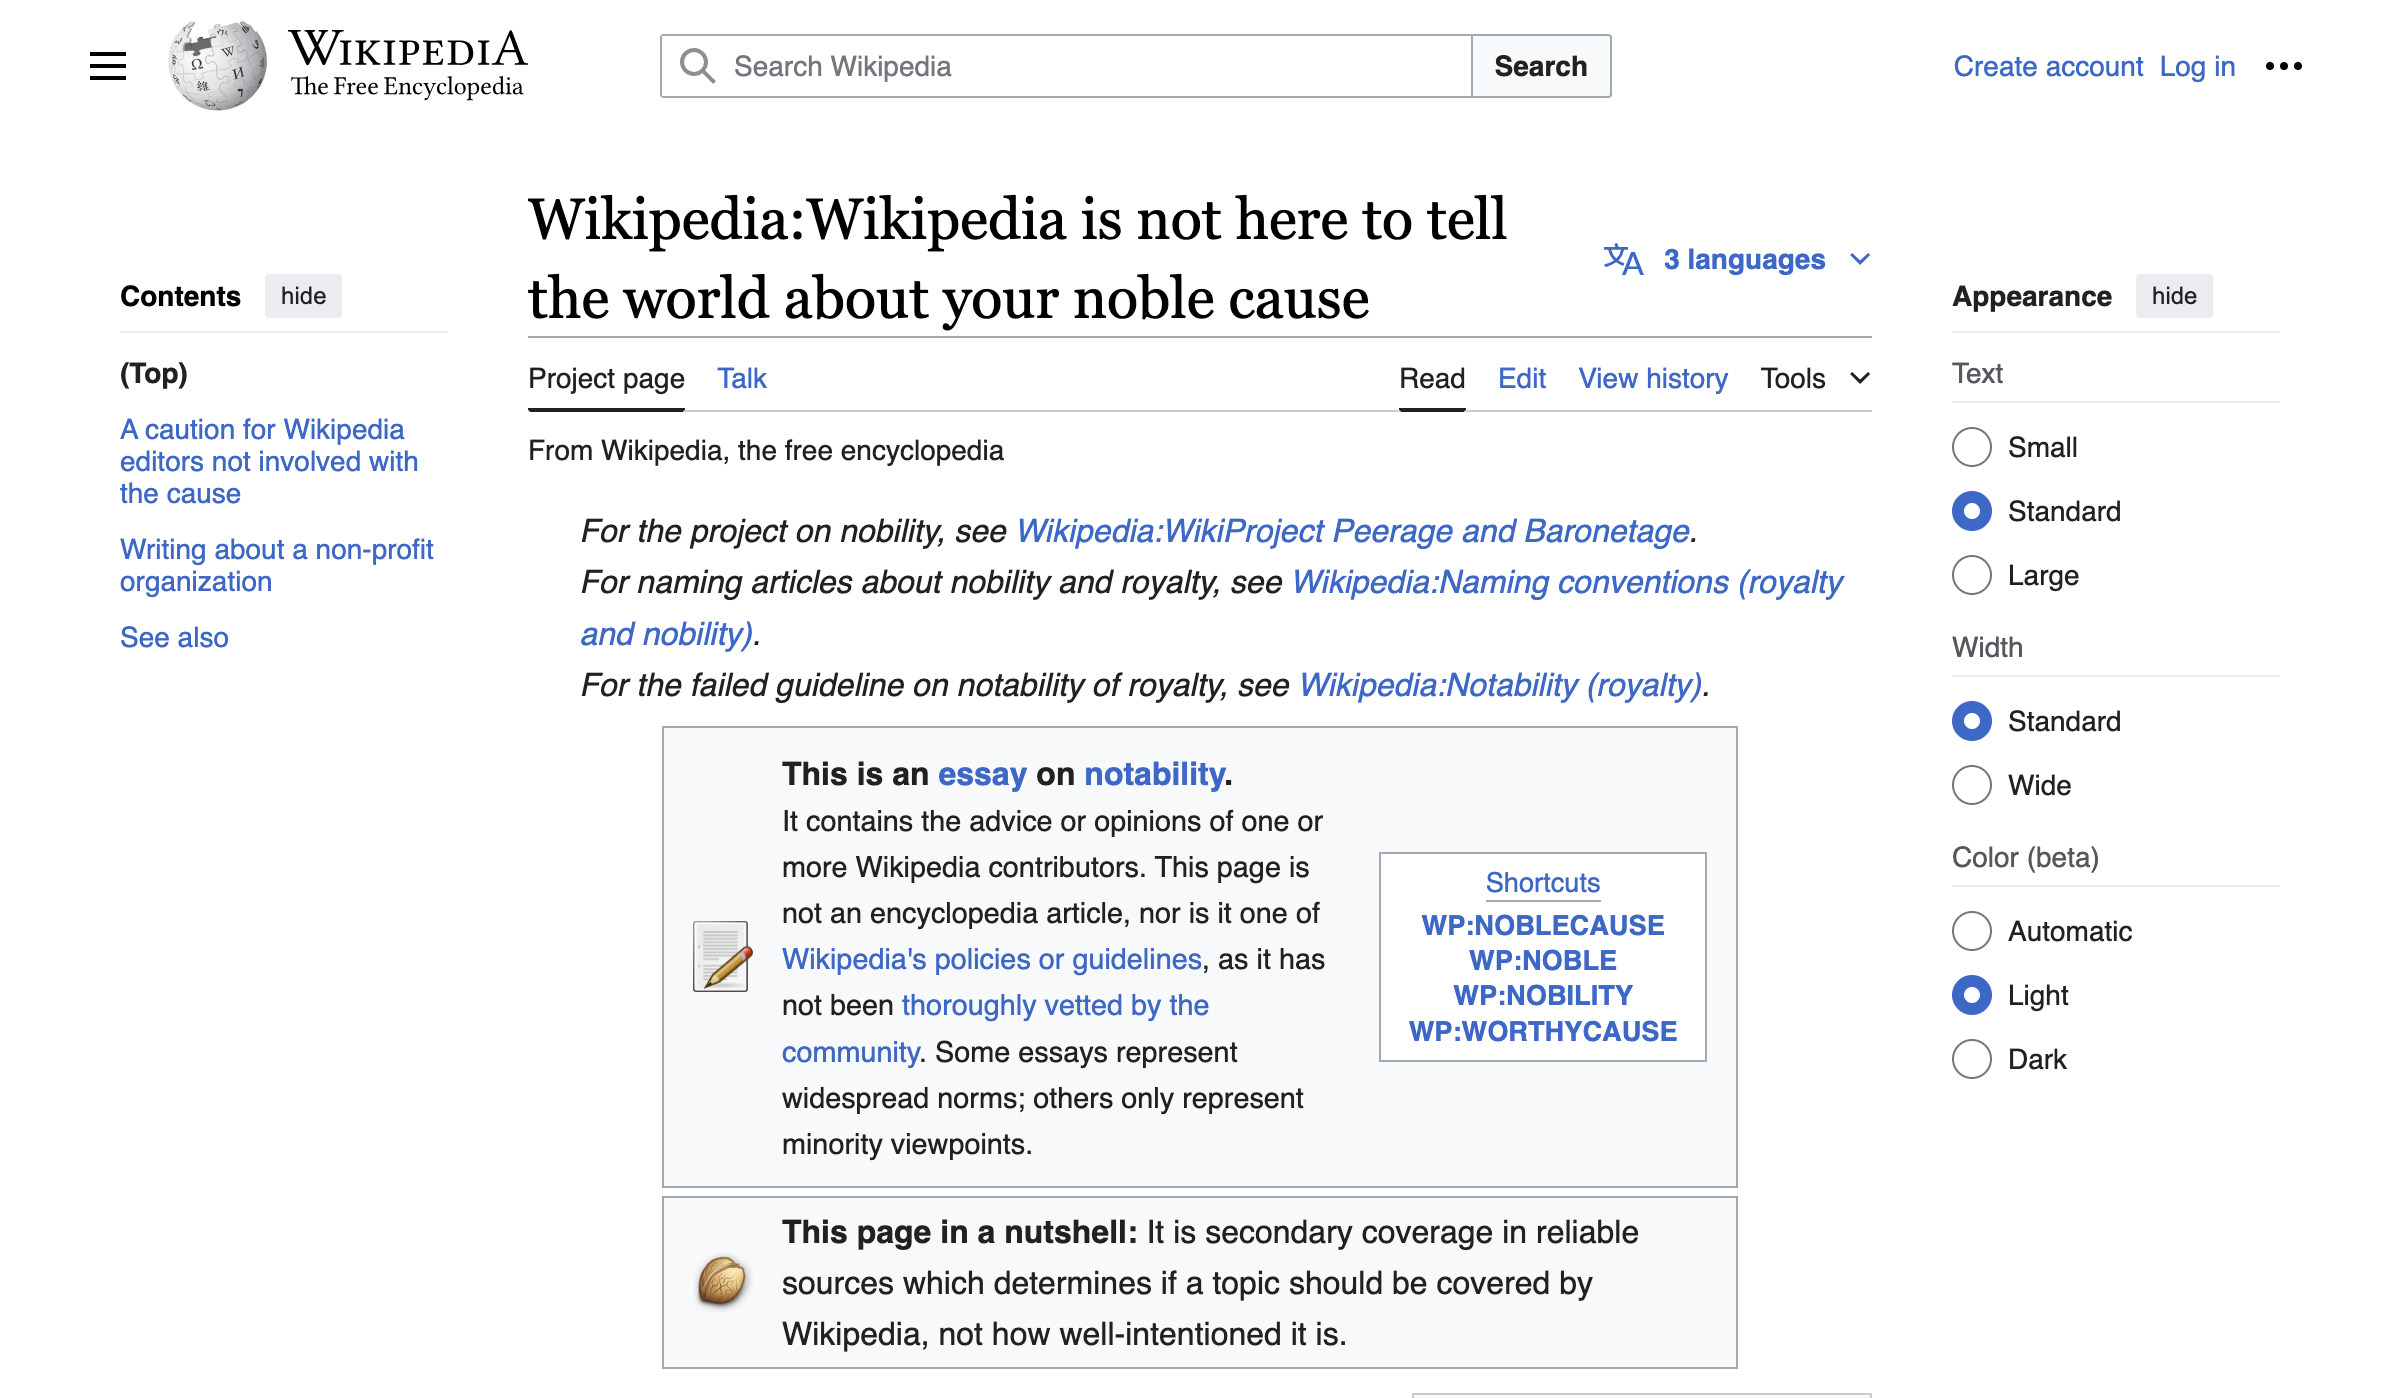 WIKIPEDIA
The Free Encyclopedia
Search Wikipedia
Search
Create account
Log in
Contents
hide
(Top)
A caution for Wikipedia
editors not involved with
the cause
Writing about a non-profit
organization
See also
Wikipedia:Wikipedia is not here to tell
the world about your noble cause
3 languages
Project page
Talk
Read
Edit
View history
Tools
From Wikipedia, the free encyclopedia
For the project on nobility, see Wikipedia:WikiProject Peerage and Baronetage.
For naming articles about nobility and royalty, see Wikipedia:Naming conventions (royalty
and nobility).
For the failed guideline on notability of royalty, see Wikipedia:Notability (royalty).
This is an essay on notability.
It contains the advice or opinions of one or
more Wikipedia contributors. This page is
not an encyclopedia article, nor is it one of
Wikipedia's policies or guidelines, as it has
not been thoroughly vetted by the
community. Some essays represent
widespread norms; others only represent
minority viewpoints.
Shortcuts
WP:NOBLECAUSE
WP:NOBLE
WP:NOBILITY
WP:WORTHYCAUSE
This page in a nutshell: It is secondary coverage in reliable
sources which determines if a topic should be covered by
Wikipedia, not how well-intentioned it is.
Appearance
hide
Text
Small
Standard
Large
Width
Standard
Wide
Color (beta)
Automatic
Light
Dark